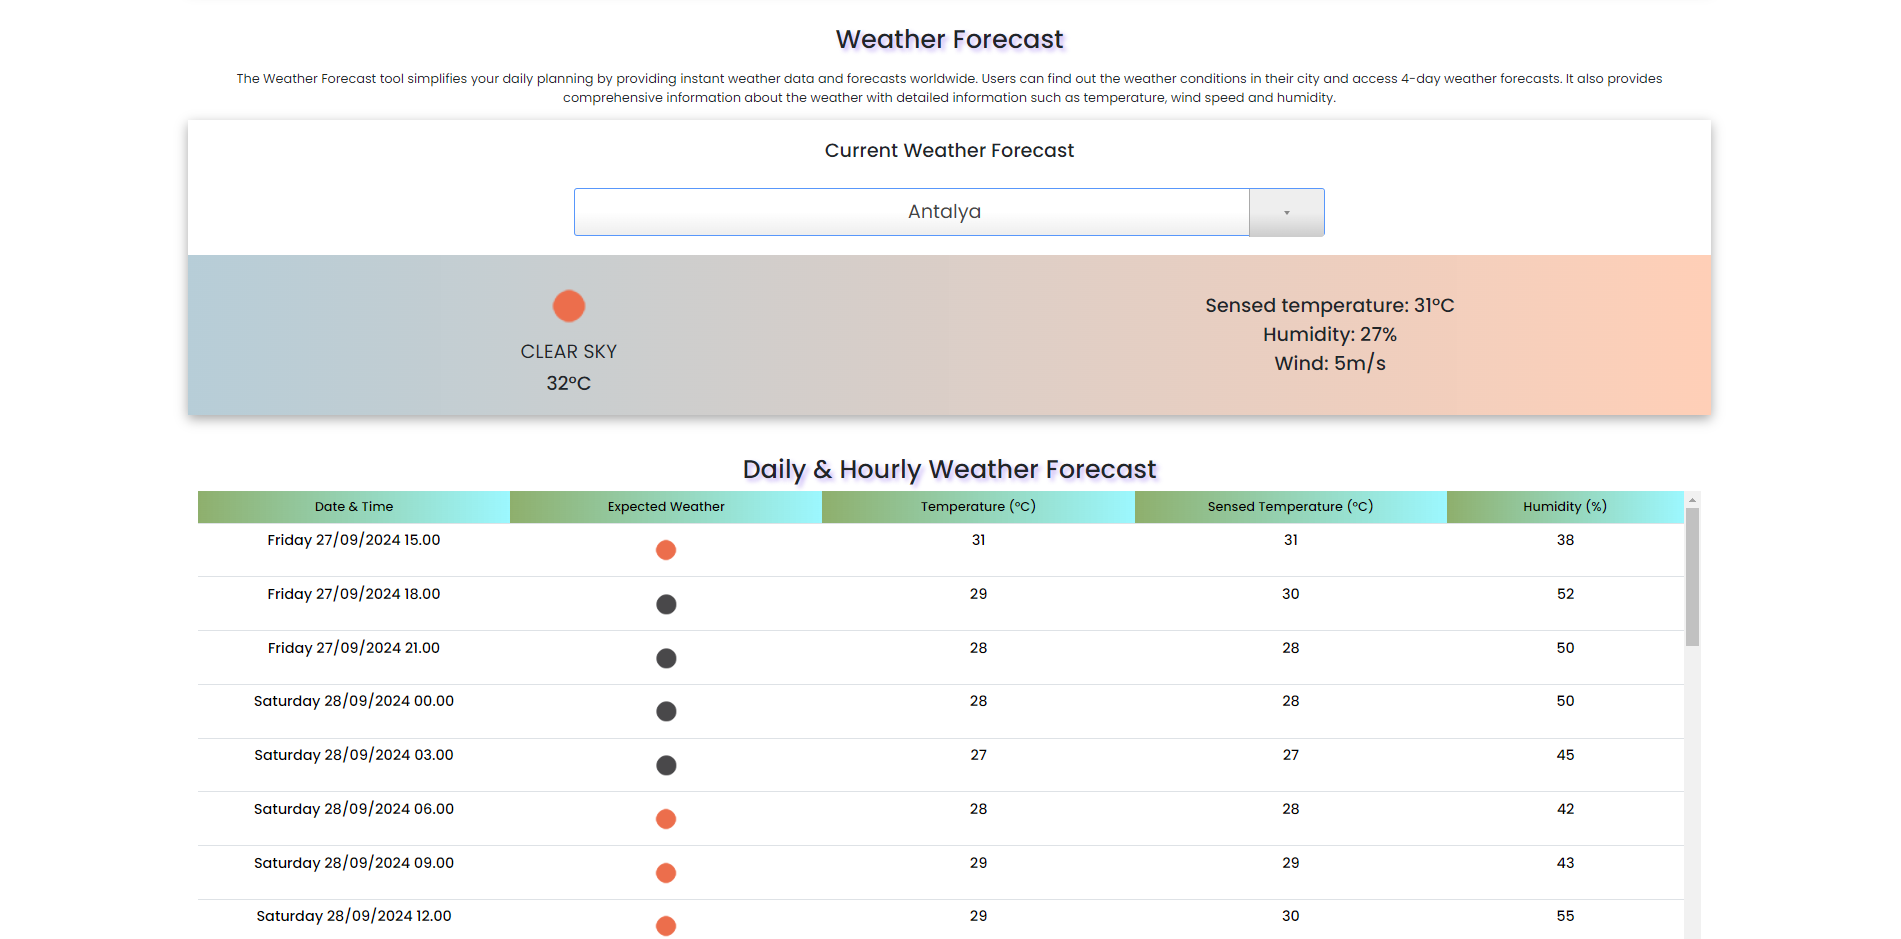 Weather Forecast
The Weather Forecast tool simplifies your daily planning by providing instant weather data and forecasts worldwide. Users can find out the weather conditions in their city and access 4-day weather forecasts. It also provides
comprehensive information about the weather with detailed information such as temperature, wind speed and humidity.
Current Weather Forecast
Antalya
CLEAR SKY
32°C
Sensed temperature: 31°C
Humidity: 27%
Wind: 5m/s
Daily & Hourly Weather Forecast
Date & Time Expected Weather Temperature (°C) Sensed Temperature (°C) Humidity (%)
Friday 27/09/2024 15.00 31 31 38
Friday 27/09/2024 18.00 29 30 52
Friday 27/09/2024 21.00 28 28 50
Saturday 28/09/2024 00.00 28 28 50
Saturday 28/09/2024 03.00 27 27 45
Saturday 28/09/2024 06.00 28 28 42
Saturday 28/09/2024 09.00 29 29 43
Saturday 28/09/2024 12.00 29 30 55